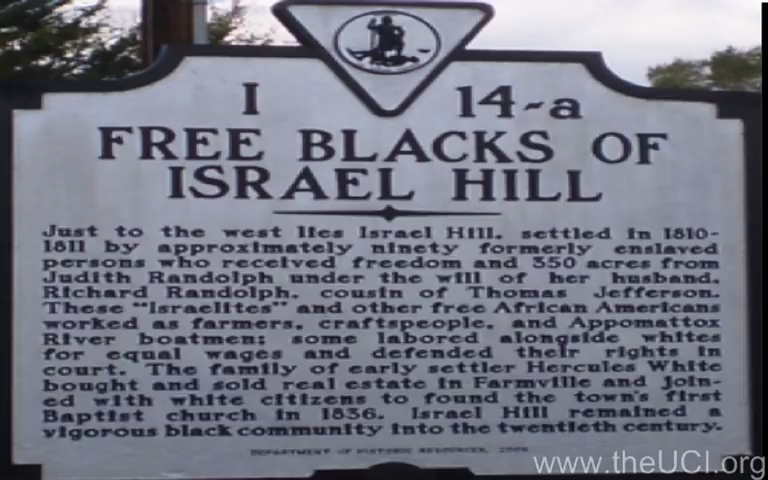 I 14-a
FREE BLACKS OF
ISRAEL HILL
Just to the west lies Israel Hill, settled in 1810-
1811 by approximately ninety formerly enslaved
persons who received freedom and 350 acres from
Judith Randolph under the will of her husband,
Richard Randolph, cousin of Thomas Jefferson.
These "Israelites" and other free African Americans
worked as farmers, craftspeople, and Appomattox
River boatmen; some labored alongside whites
for equal wages and defended their rights in
court. The family of early settler Hercules White
bought and sold real estate in Farmville and join-
ed with white citizens to found the town's first
Baptist church in 1836. Israel Hill remained a
vigorous black community into the twentieth century.
DEPARTMENT OF HISTORIC RESOURCES,
www.theUCI.org